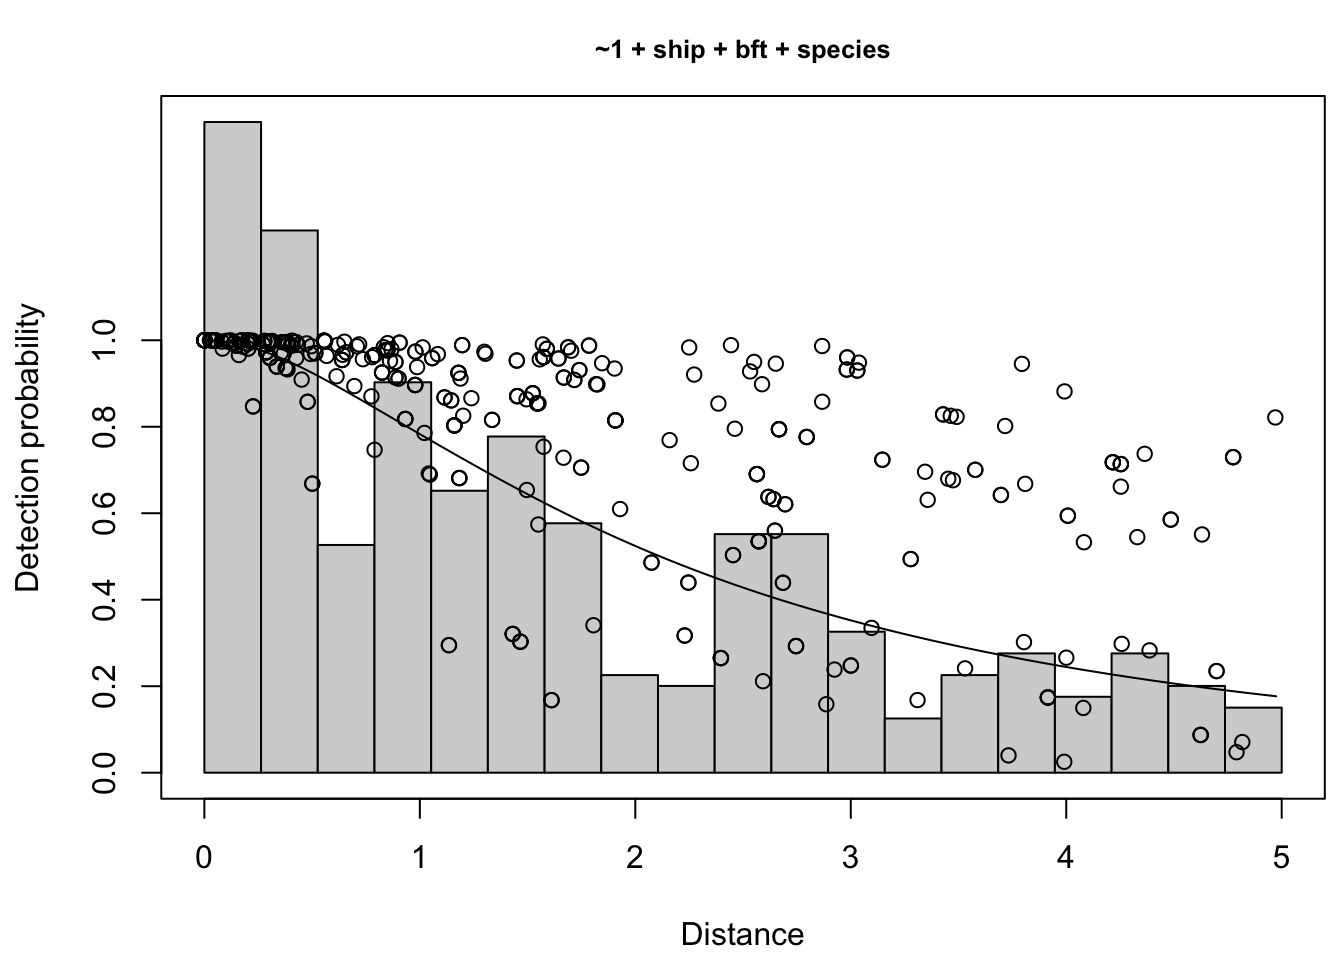 ~1 + ship + bft + species
Detection probability
1.0
0.8
0.6
0.4
0.2
0.0
0 1 2 3 4 5
Distance